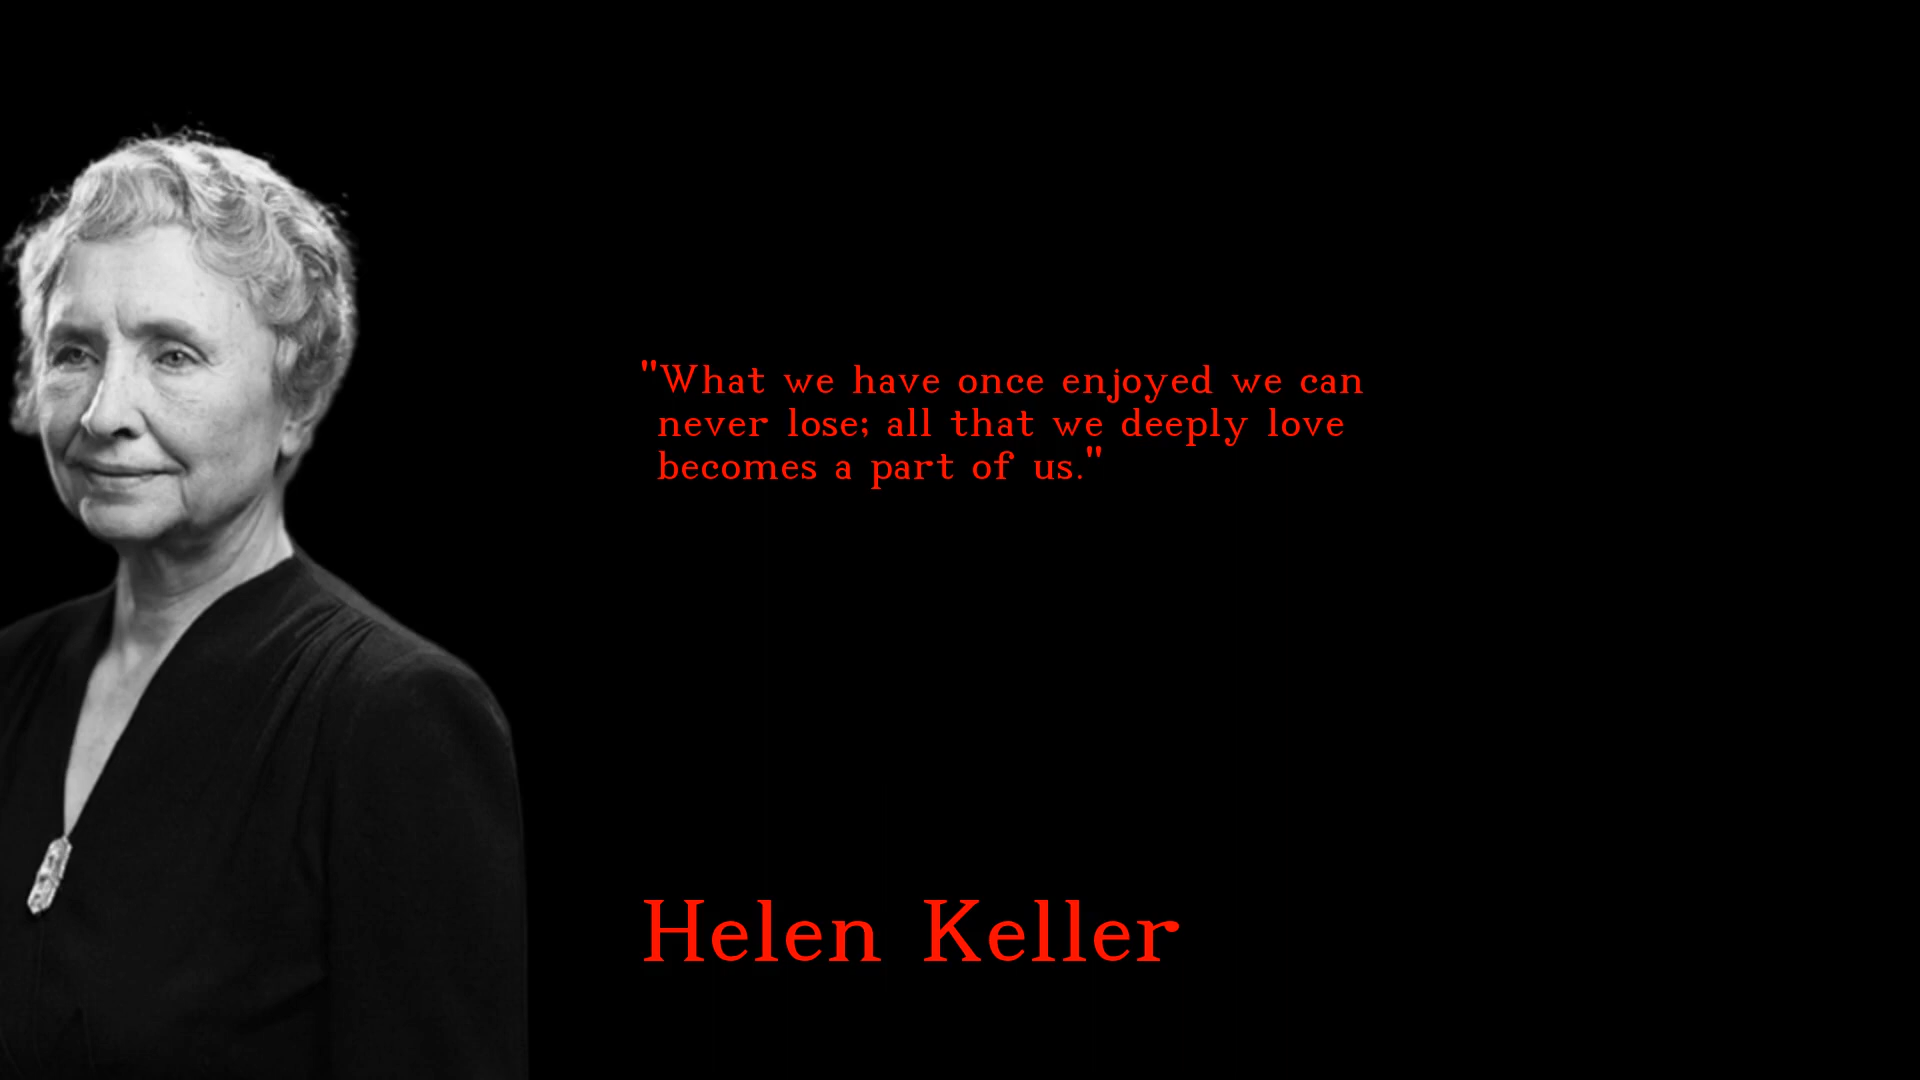 "What we have once enjoyed we can
never lose; all that we deeply love
becomes a part of us."
Helen Keller